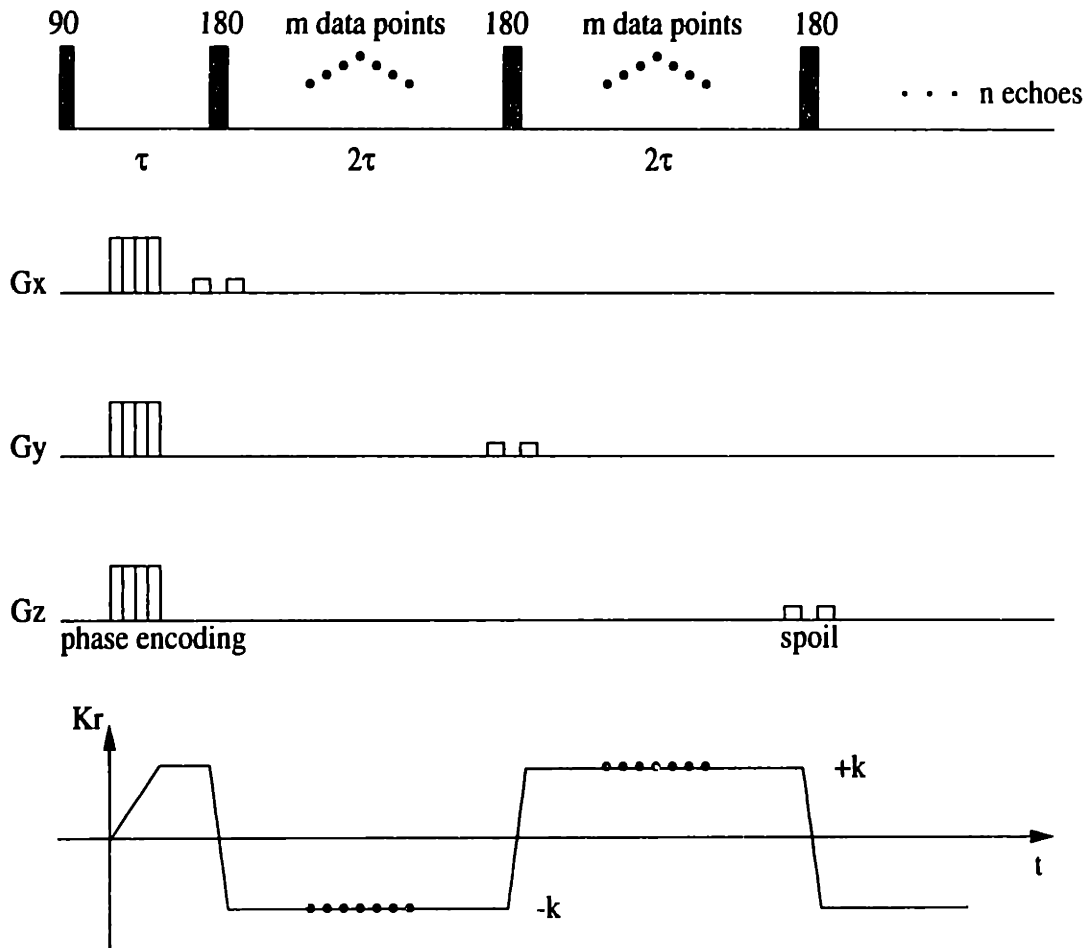 90 180 m data points 180 m data points 180
· · · n echoes
τ 2τ 2τ
Gx
Gy
Gz
phase encoding spoil
Kr
+k
t
-k